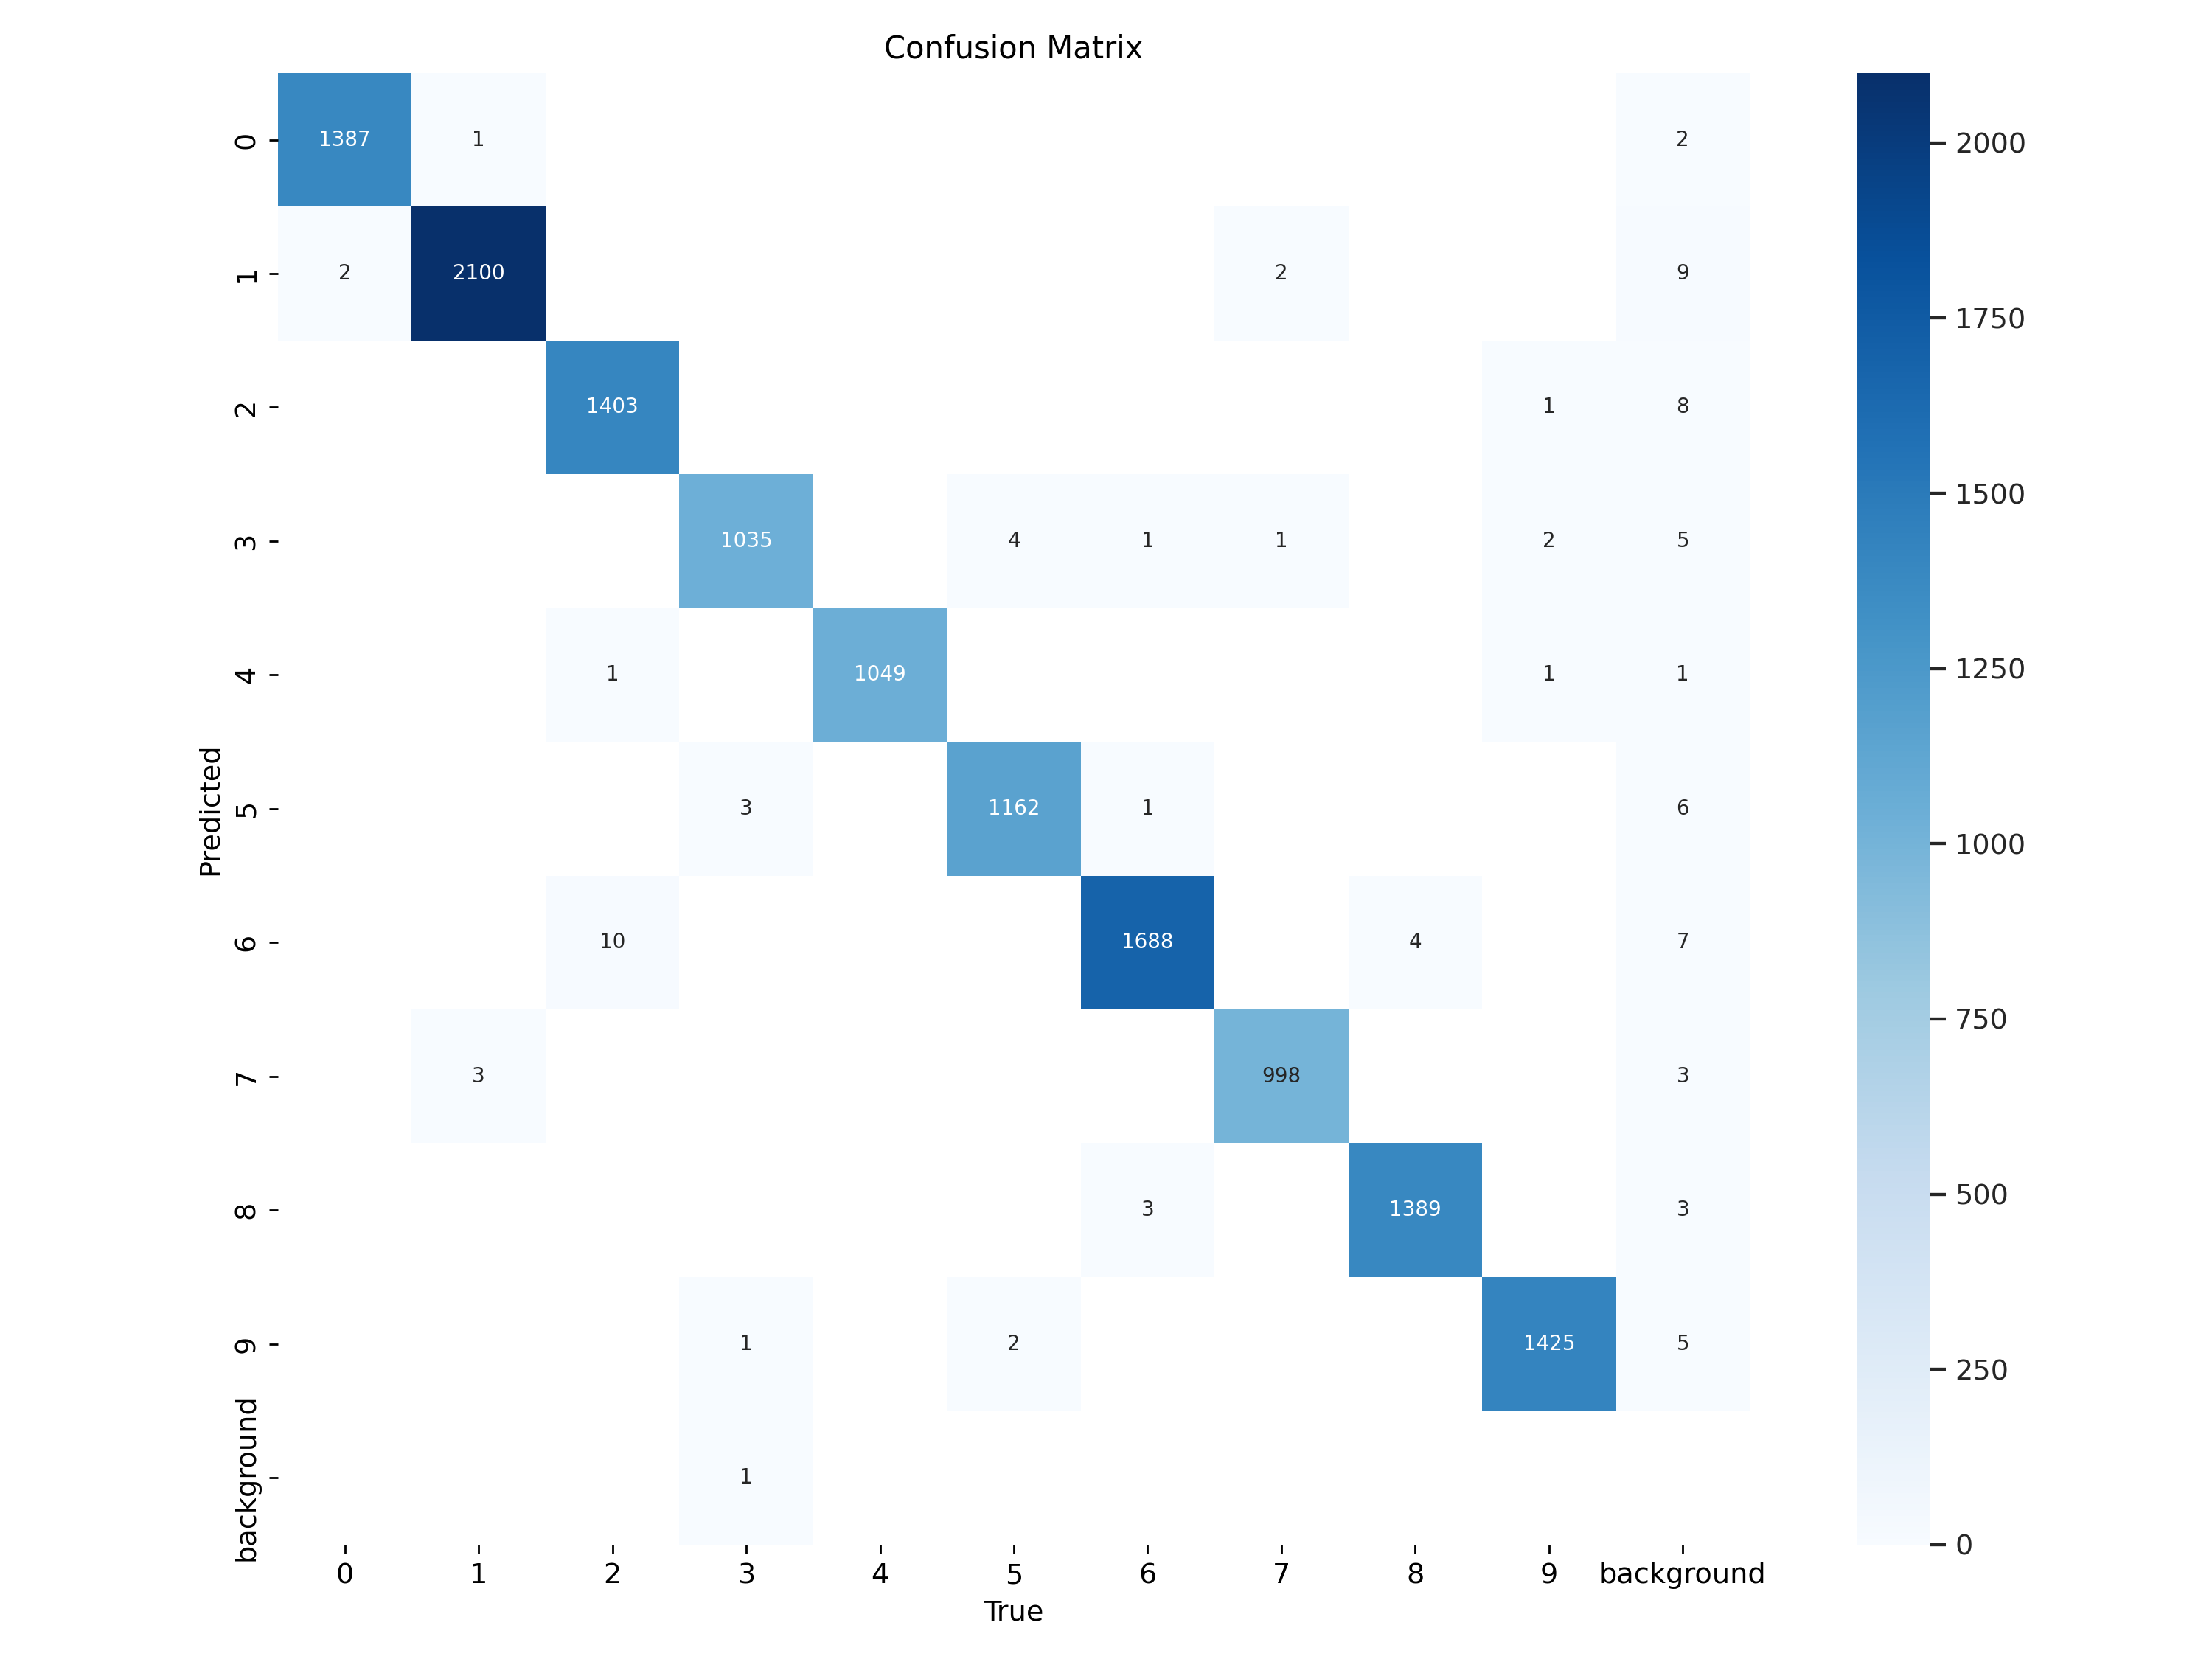 Confusion Matrix
0 1387 1 2
1 2 2100 2 9
2 1403 1 8
3 1035 4 1 1 2 5
4 1 1049 1 1
5 3 1162 1 6
6 10 1688 4 7
7 3 998 3
8 3 1389 3
9 1 2 1425 5
background 1
0 1 2 3 4 5 6 7 8 9 background
True
Predicted
2000
1750
1500
1250
1000
750
500
250
0